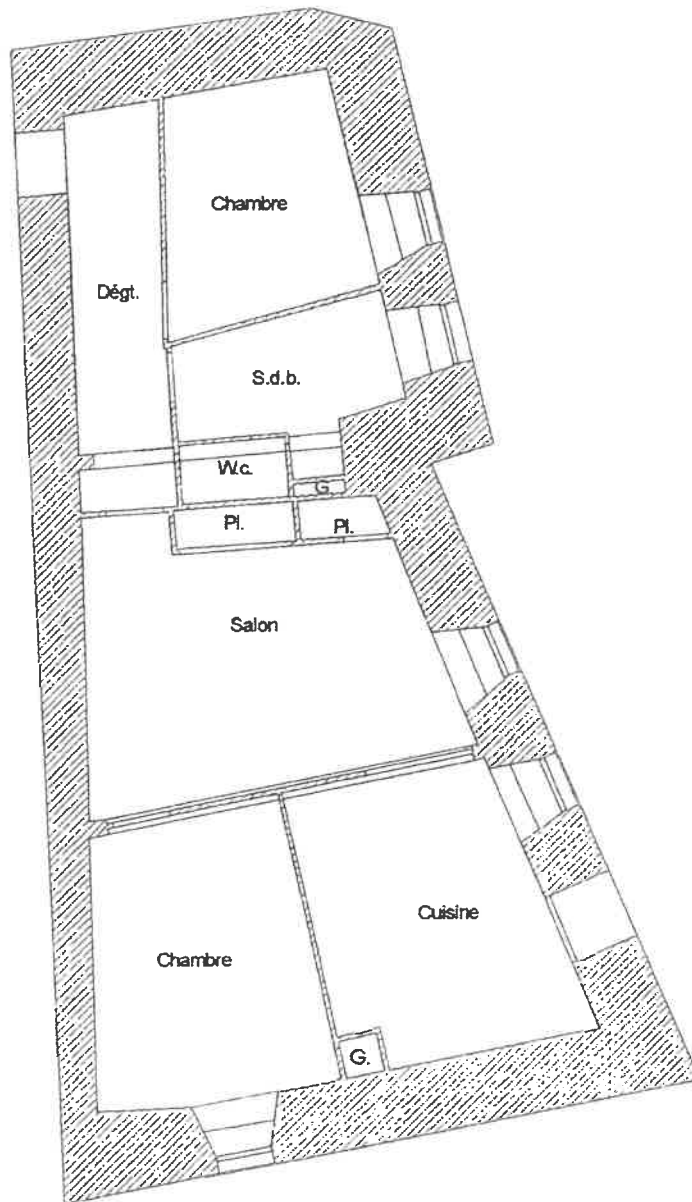 Chambre
Dégt.
S.d.b.
W.c.
G.
Pl.
Pl.
Salon
Cuisine
Chambre
G.